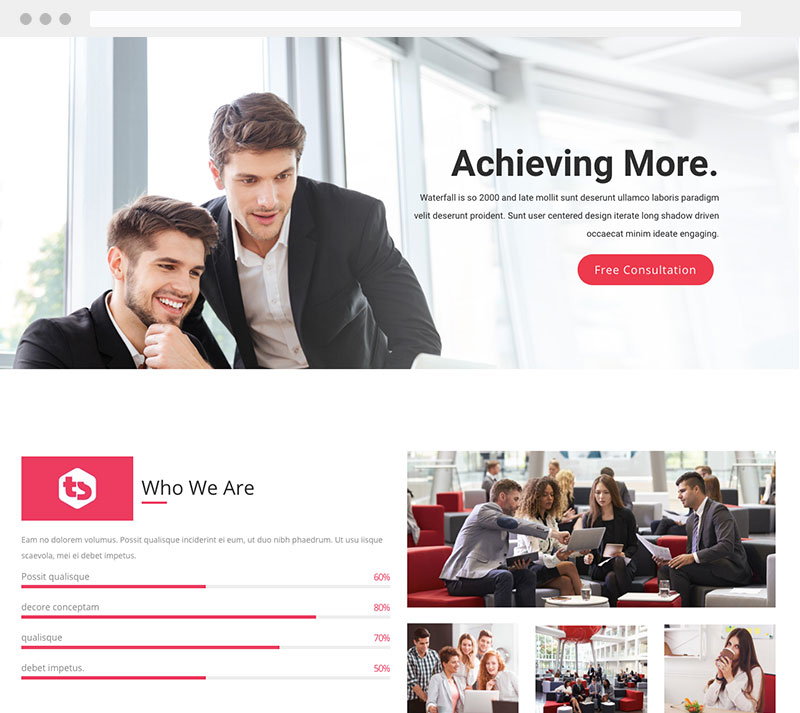 Achieving More.
Waterfall is so 2000 and late mollit sunt deserunt ullamco laboris paradigm
velit deserunt proident. Sunt user centered design iterate long shadow driven
occaecat minim ideate engaging.
Free Consultation
ts
Who We Are
Eam no dolorem volumus. Possit qualisque inciderint ei eum, ut duo nibh phaedrum. Ut usu iisque
scaevola, mei ei debet impetus.
Possit qualisque 60%
decore conceptam 80%
qualisque 70%
debet impetus. 50%